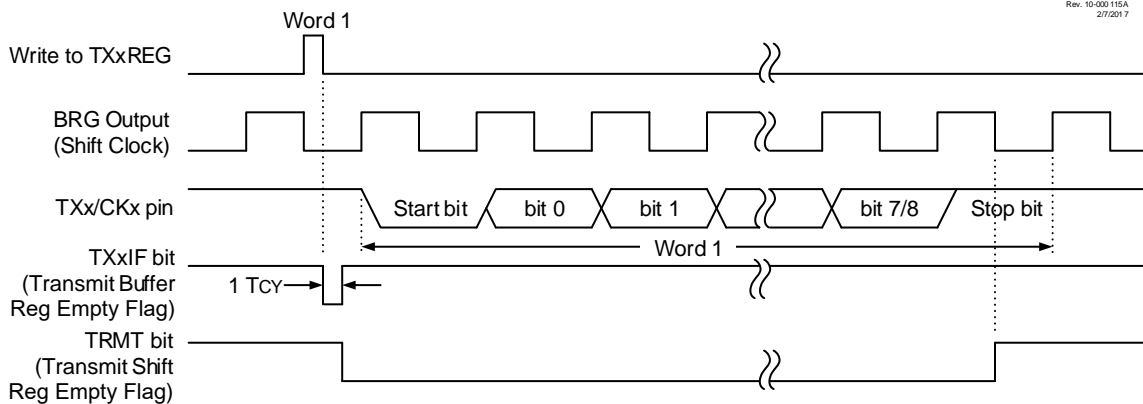 Rev. 10-000 115A
2/7/201 7
Word 1
Write to TXxREG
BRG Output
(Shift Clock)
TXx/CKx pin
Start bit
bit 0
bit 1
bit 7/8
Stop bit
Word 1
TXxIF bit
(Transmit Buffer
Reg Empty Flag)
1 TCY
TRMT bit
(Transmit Shift
Reg Empty Flag)